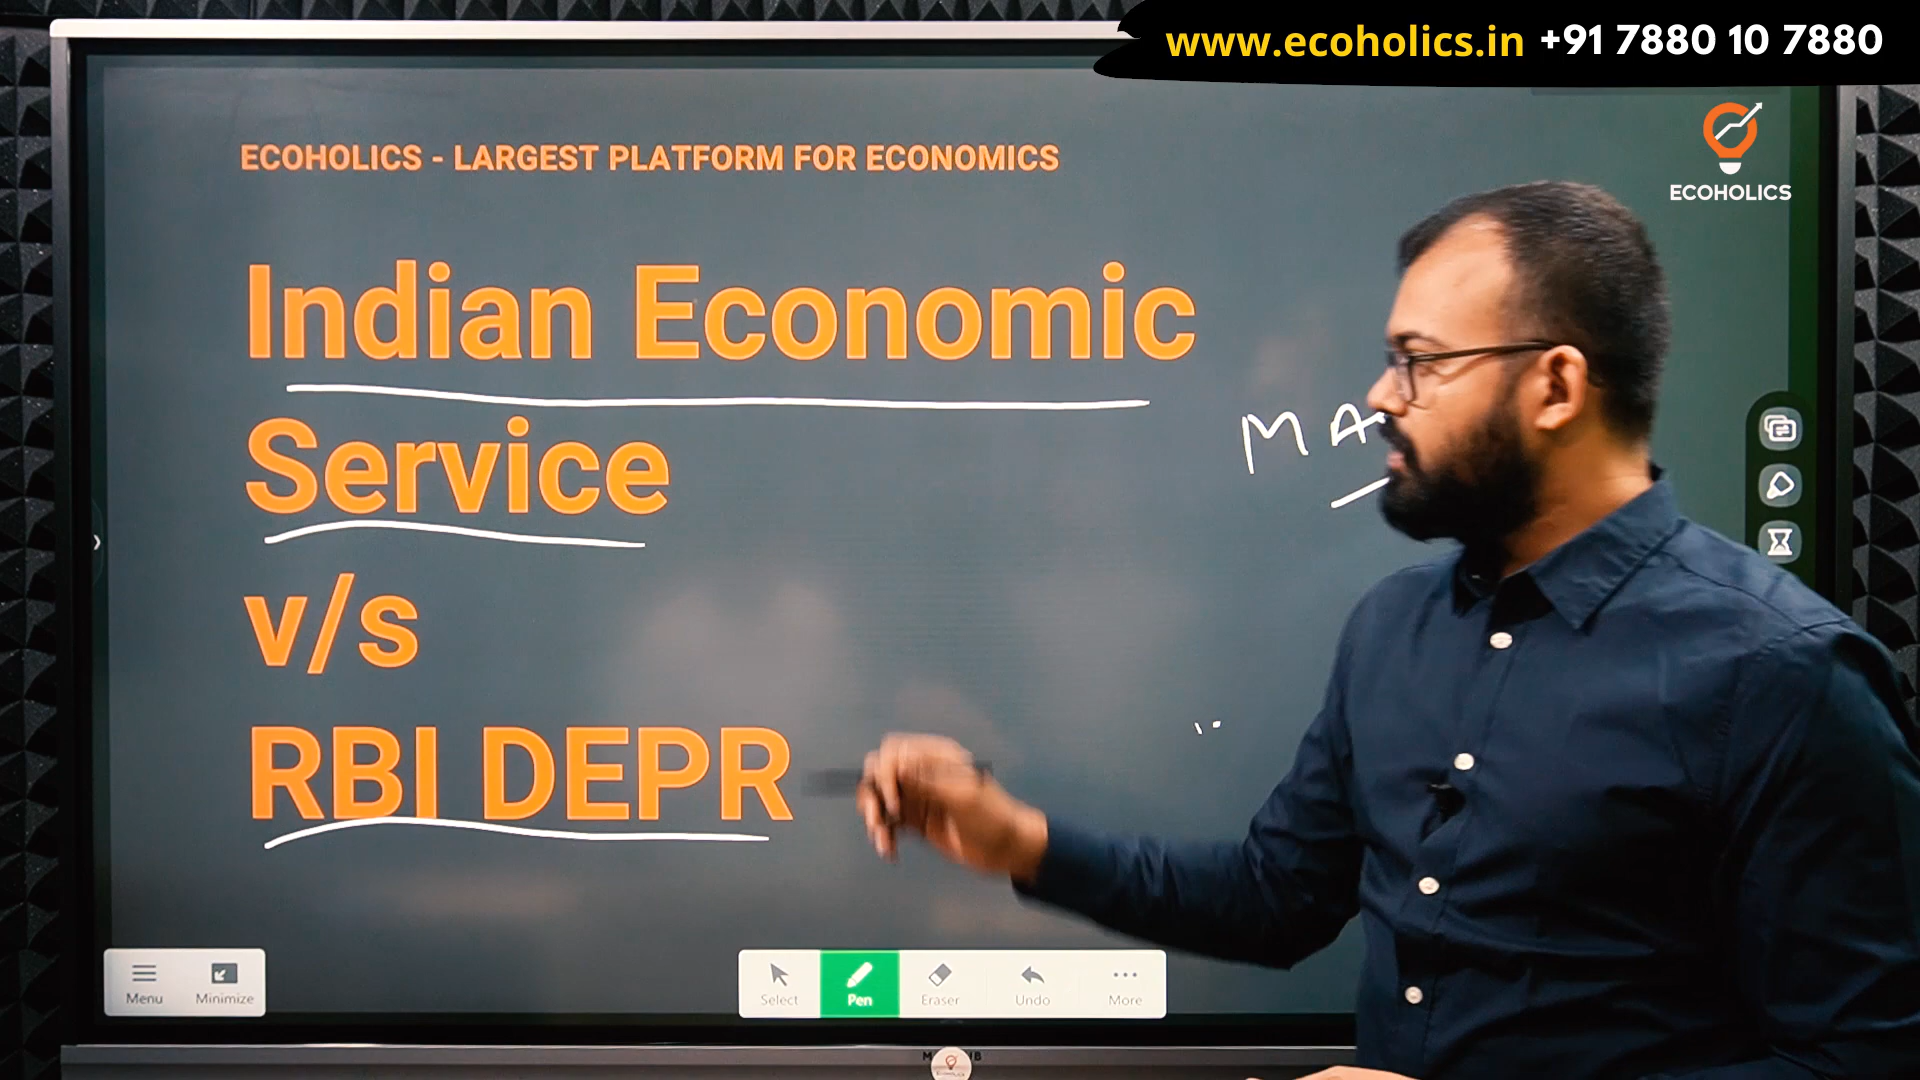 www.ecoholics.in +91 7880 10 7880
ECOHOLICS
ECOHOLICS - LARGEST PLATFORM FOR ECONOMICS
Indian Economic
Service
v/s
RBI DEPR
MA
Menu
Minimize
Select
Pen
Eraser
Undo
More